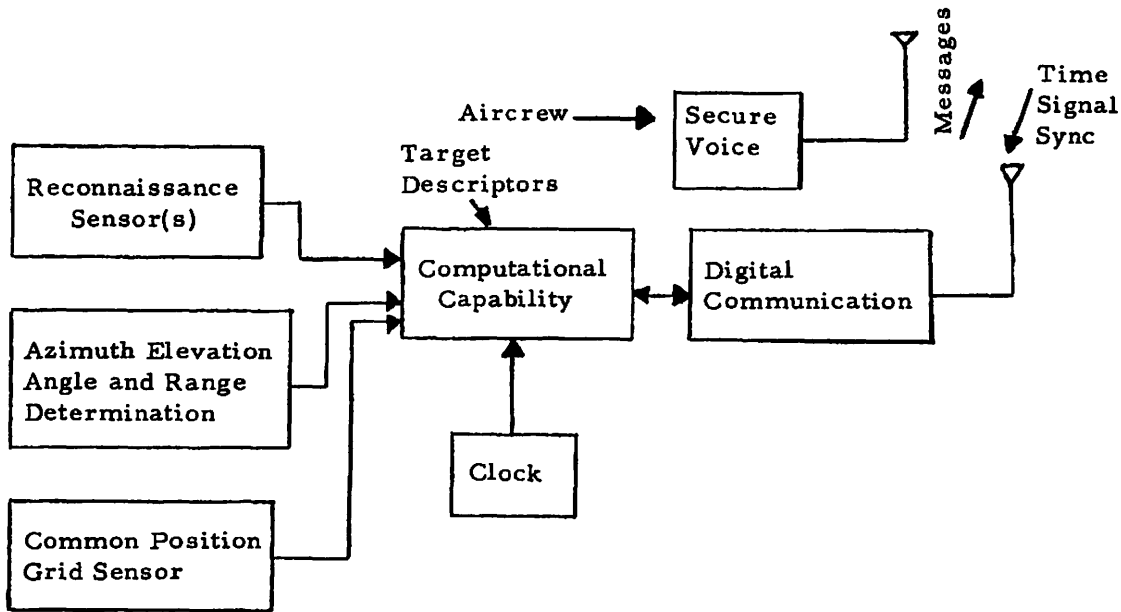 Messages
Time
Signal
Sync
Aircrew
Secure
Voice
Target
Descriptors
Reconnaissance
Sensor(s)
Computational
Capability
Digital
Communication
Azimuth Elevation
Angle and Range
Determination
Clock
Common Position
Grid Sensor